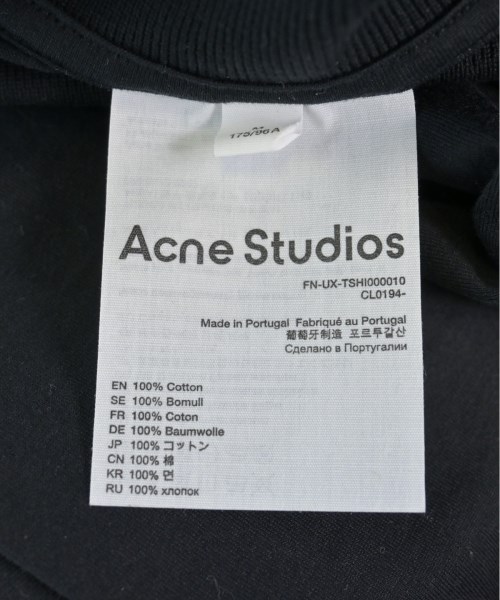 175/96A
Acne Studios
FN-UX-TSHI000010
CL0194-
Made in Portugal Fabriqué au Portugal
葡萄牙制造 포르투갈산
Сделано в Португалии
EN 100% Cotton
SE 100% Bomull
FR 100% Coton
DE 100% Baumwolle
JP 100% コットン
CN 100% 棉
KR 100% 면
RU 100% хлопок